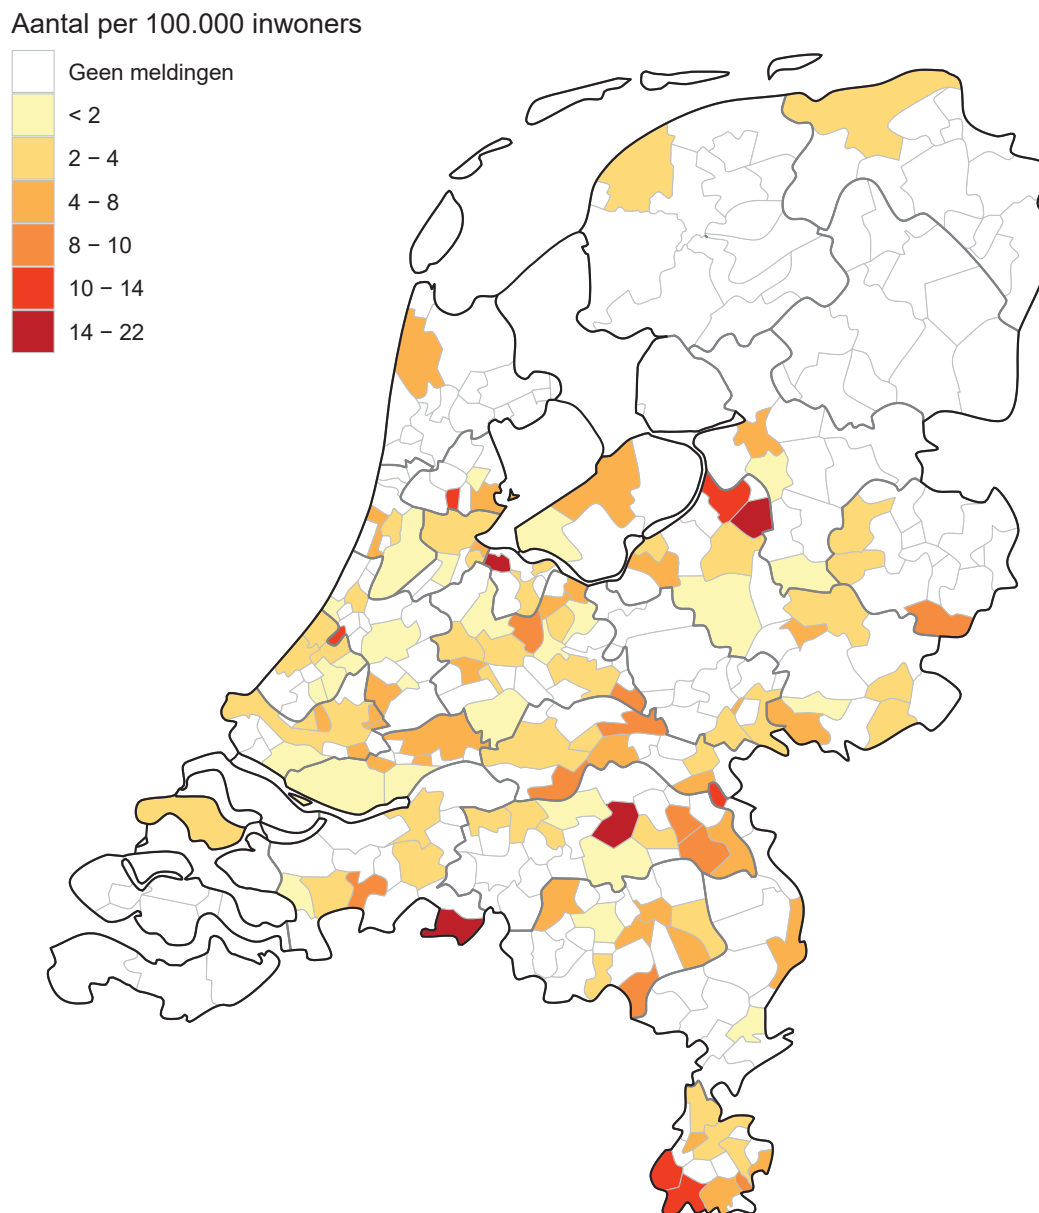 Aantal per 100.000 inwoners
Geen meldingen
< 2
2 − 4
4 − 8
8 − 10
10 − 14
14 − 22